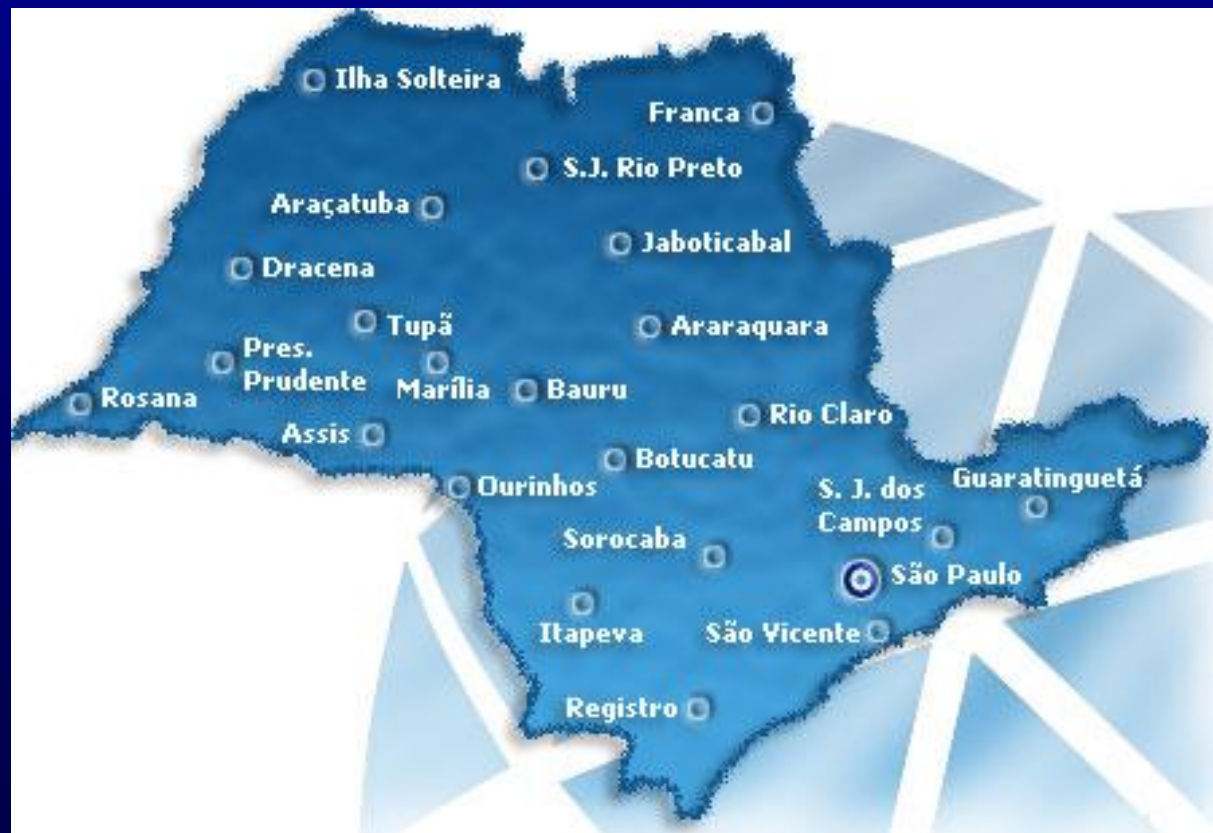 Ilha Solteira
Franca
S.J. Rio Preto
Araçatuba
Jaboticabal
Dracena
Tupã
Araraquara
Pres.
Prudente
Marília
Bauru
Rosana
Rio Claro
Assis
Botucatu
Ourinhos
Guaratinguetá
S. J. dos
Campos
Sorocaba
São Paulo
Itapeva
São Vicente
Registro